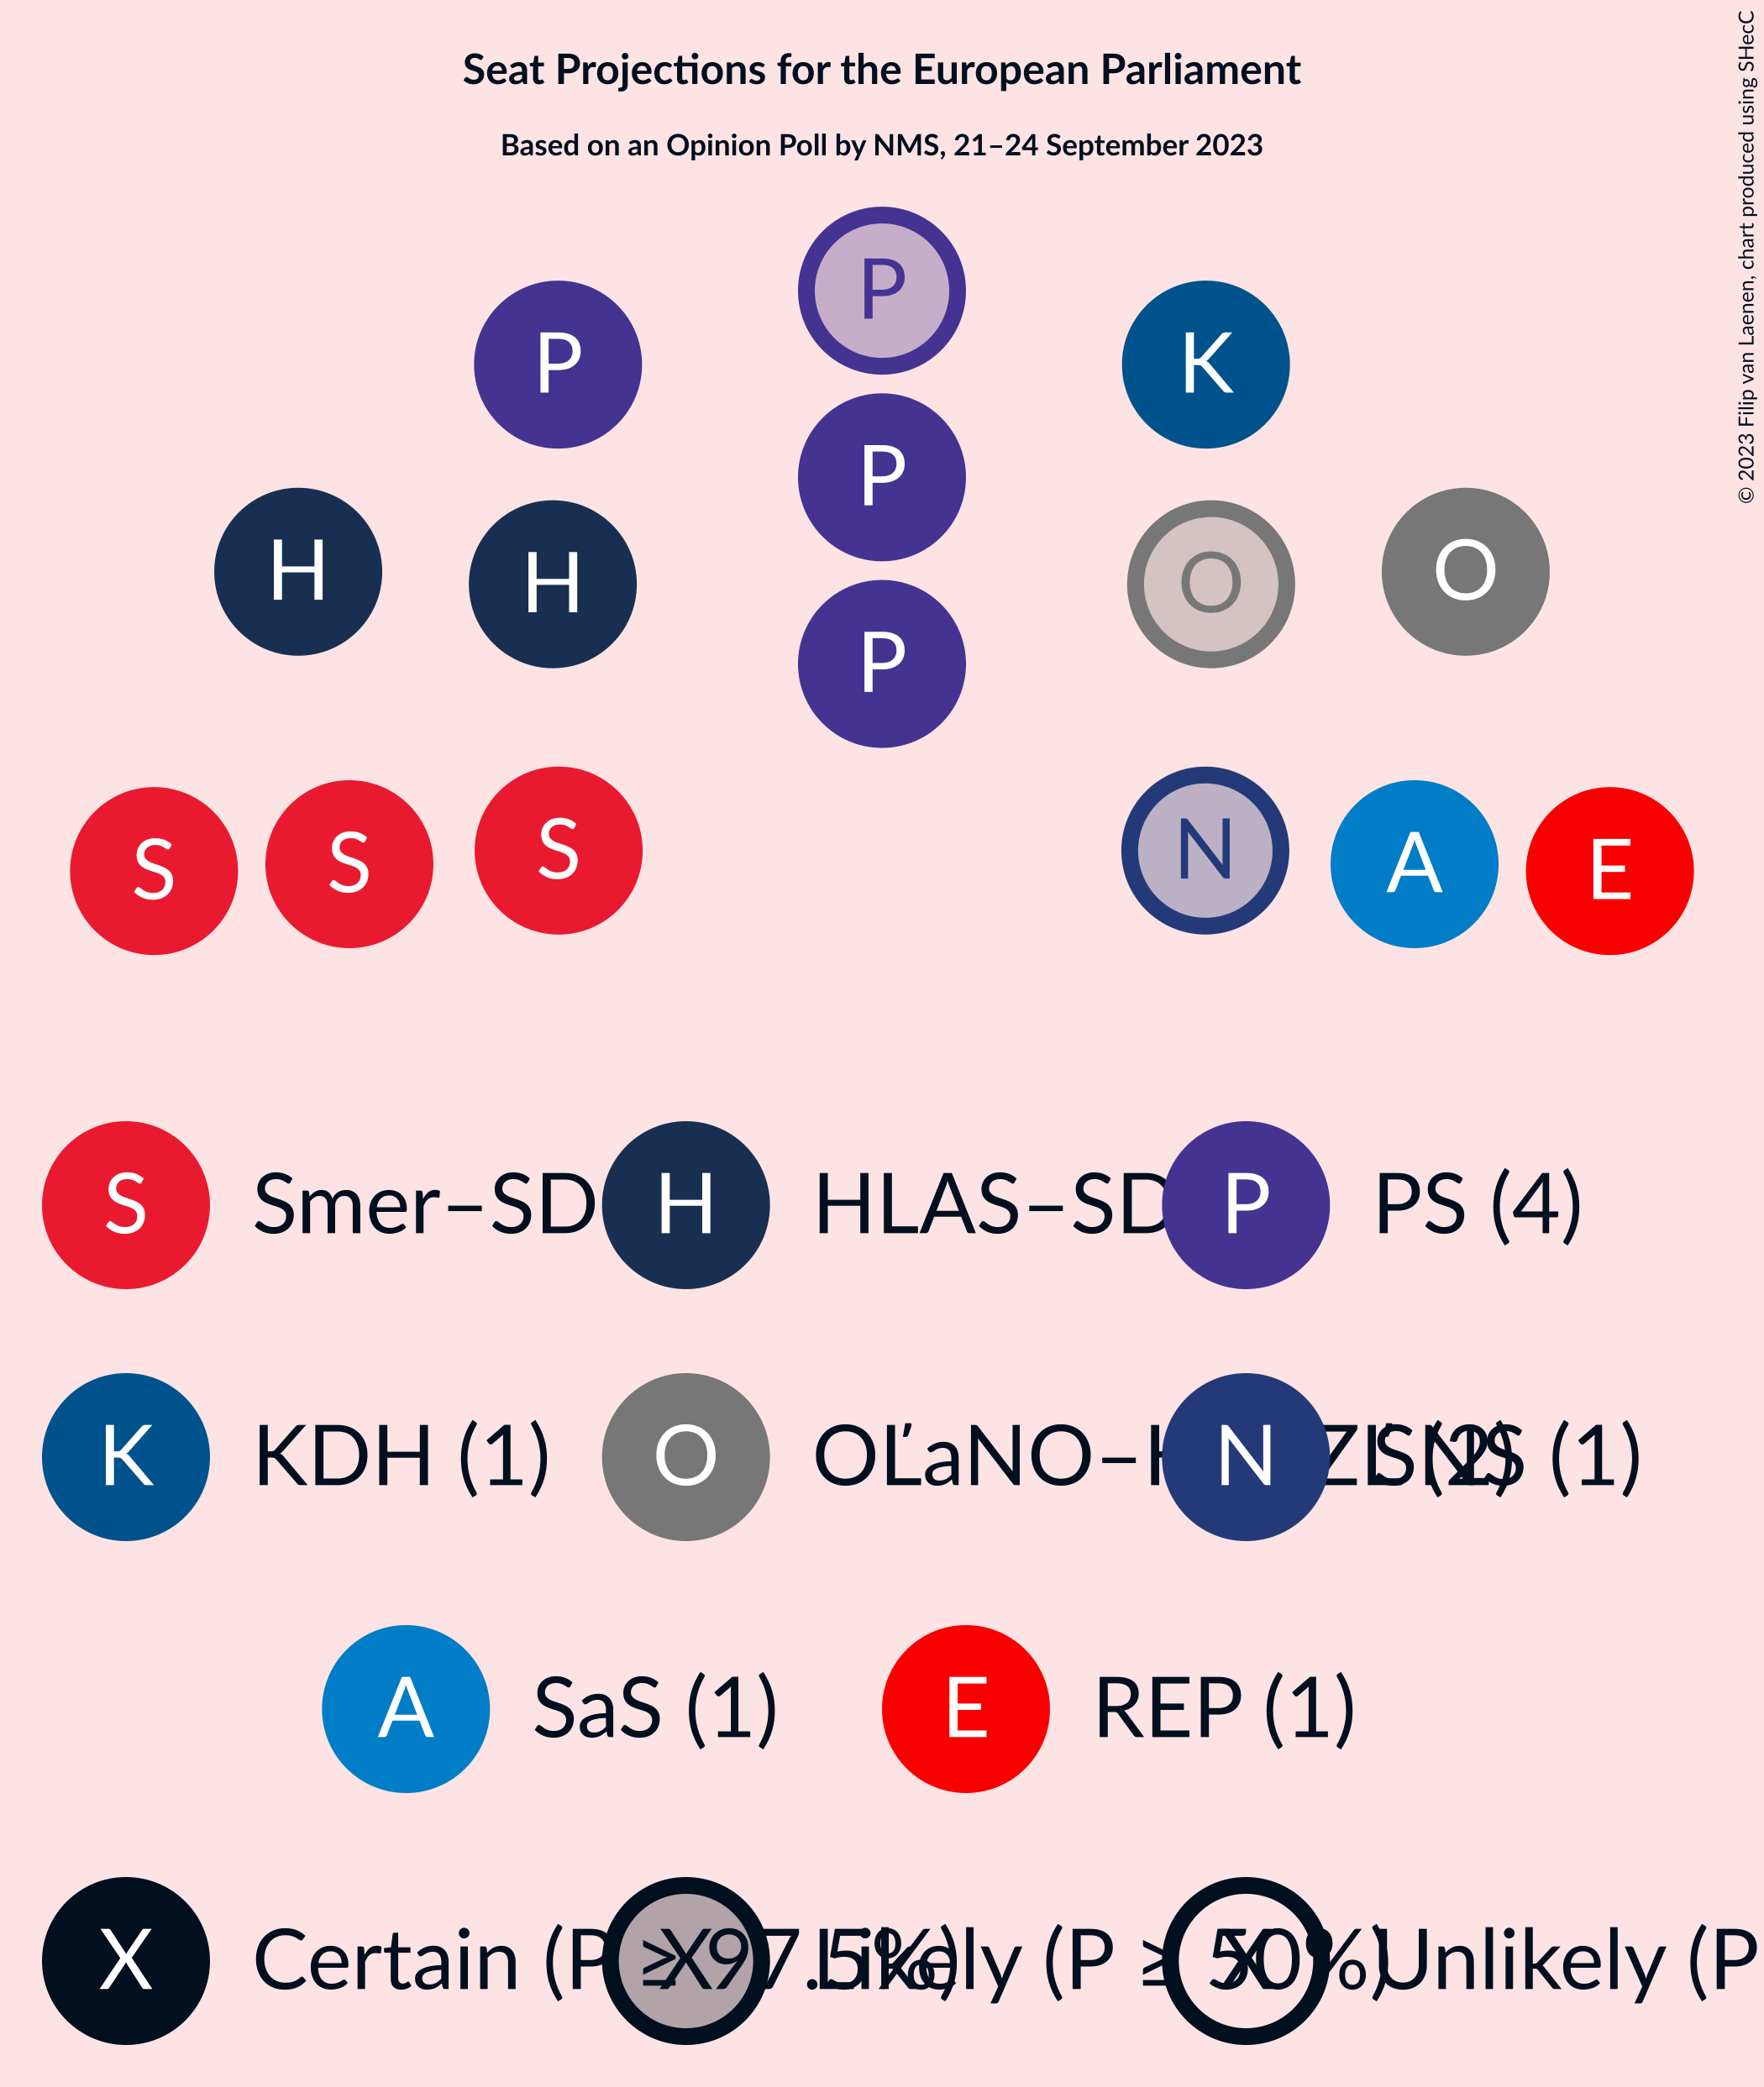 Seat Projections for the European Parliament
Based on an Opinion Poll by NMS, 21–24 September 2023
© 2023 Filip van Laenen, chart produced using SHecC
P
P K
P
H H O O
P
S S S N A E
S Smer–SD H HLAS–SD P PS (4)
K KDH (1) O OĽaNO–
N SNS (1)
A SaS (1) E REP (1)
X Certain (P ≥ 97.5%) X Likely (P ≥ 50%) X Unlikely (P